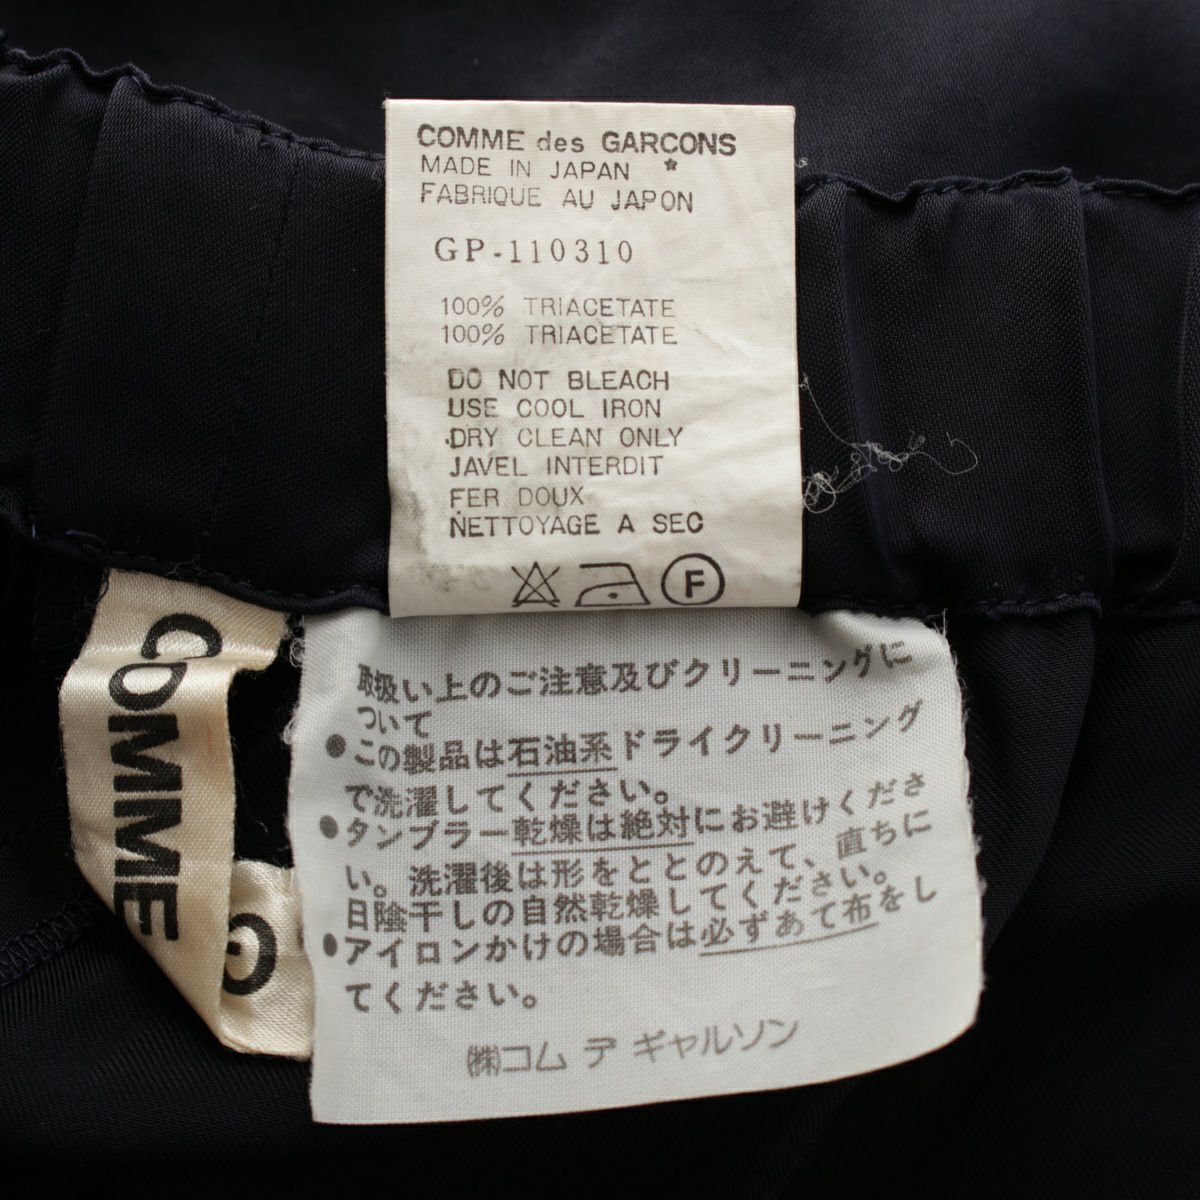 COMME des GARCONS
MADE IN JAPAN *
FABRIQUE AU JAPON
GP-110310
100% TRIACETATE
100% TRIACETATE
DO NOT BLEACH
USE COOL IRON
DRY CLEAN ONLY
JAVEL INTERDIT
FER DOUX
NETTOYAGE A SEC
F
COMME
G
取扱い上のご注意及びクリーニングに
ついて
●この製品は石油系ドライクリーニング
で洗濯してください。
●タンブラー乾燥は絶対にお避けくださ
い。洗濯後は形をととのえて、直ちに
日陰干しの自然乾燥してください。
●アイロンかけの場合は必ずあて布をし
てください。
㈱コム デ ギャルソン